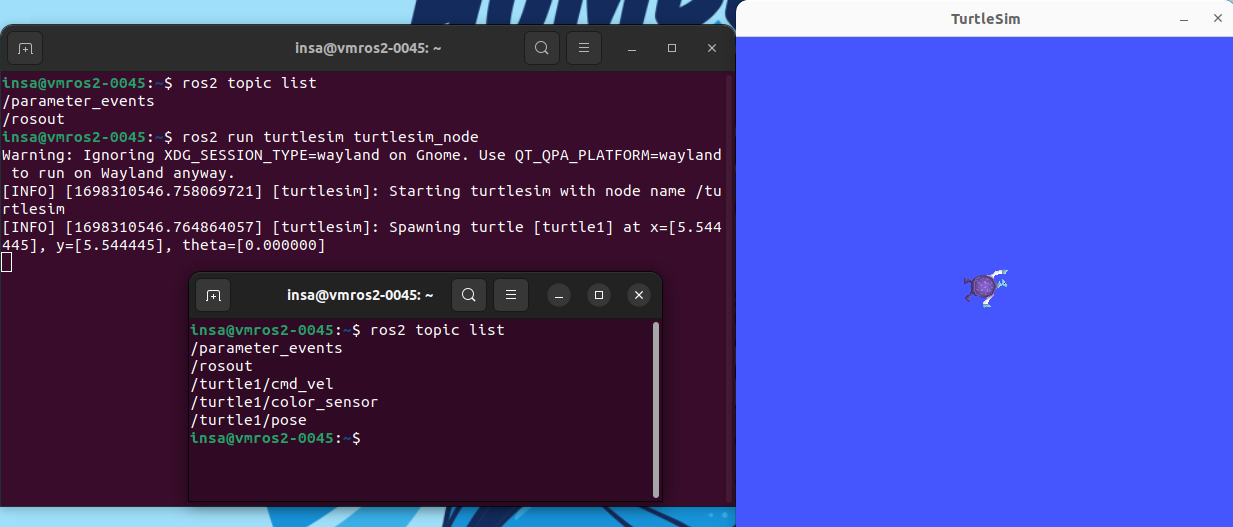 insa@vmros2-0045: ~
insa@vmros2-0045:~$ ros2 topic list
/parameter_events
/rosout
insa@vmros2-0045:~$ ros2 run turtlesim turtlesim_node
Warning: Ignoring XDG_SESSION_TYPE=wayland on Gnome. Use QT_QPA_PLATFORM=wayland
 to run on Wayland anyway.
[INFO] [1698310546.758069721] [turtlesim]: Starting turtlesim with node name /tu
rtlesim
[INFO] [1698310546.764864057] [turtlesim]: Spawning turtle [turtle1] at x=[5.544
445], y=[5.544445], theta=[0.000000]
insa@vmros2-0045: ~
insa@vmros2-0045:~$ ros2 topic list
/parameter_events
/rosout
/turtle1/cmd_vel
/turtle1/color_sensor
/turtle1/pose
insa@vmros2-0045:~$
TurtleSim